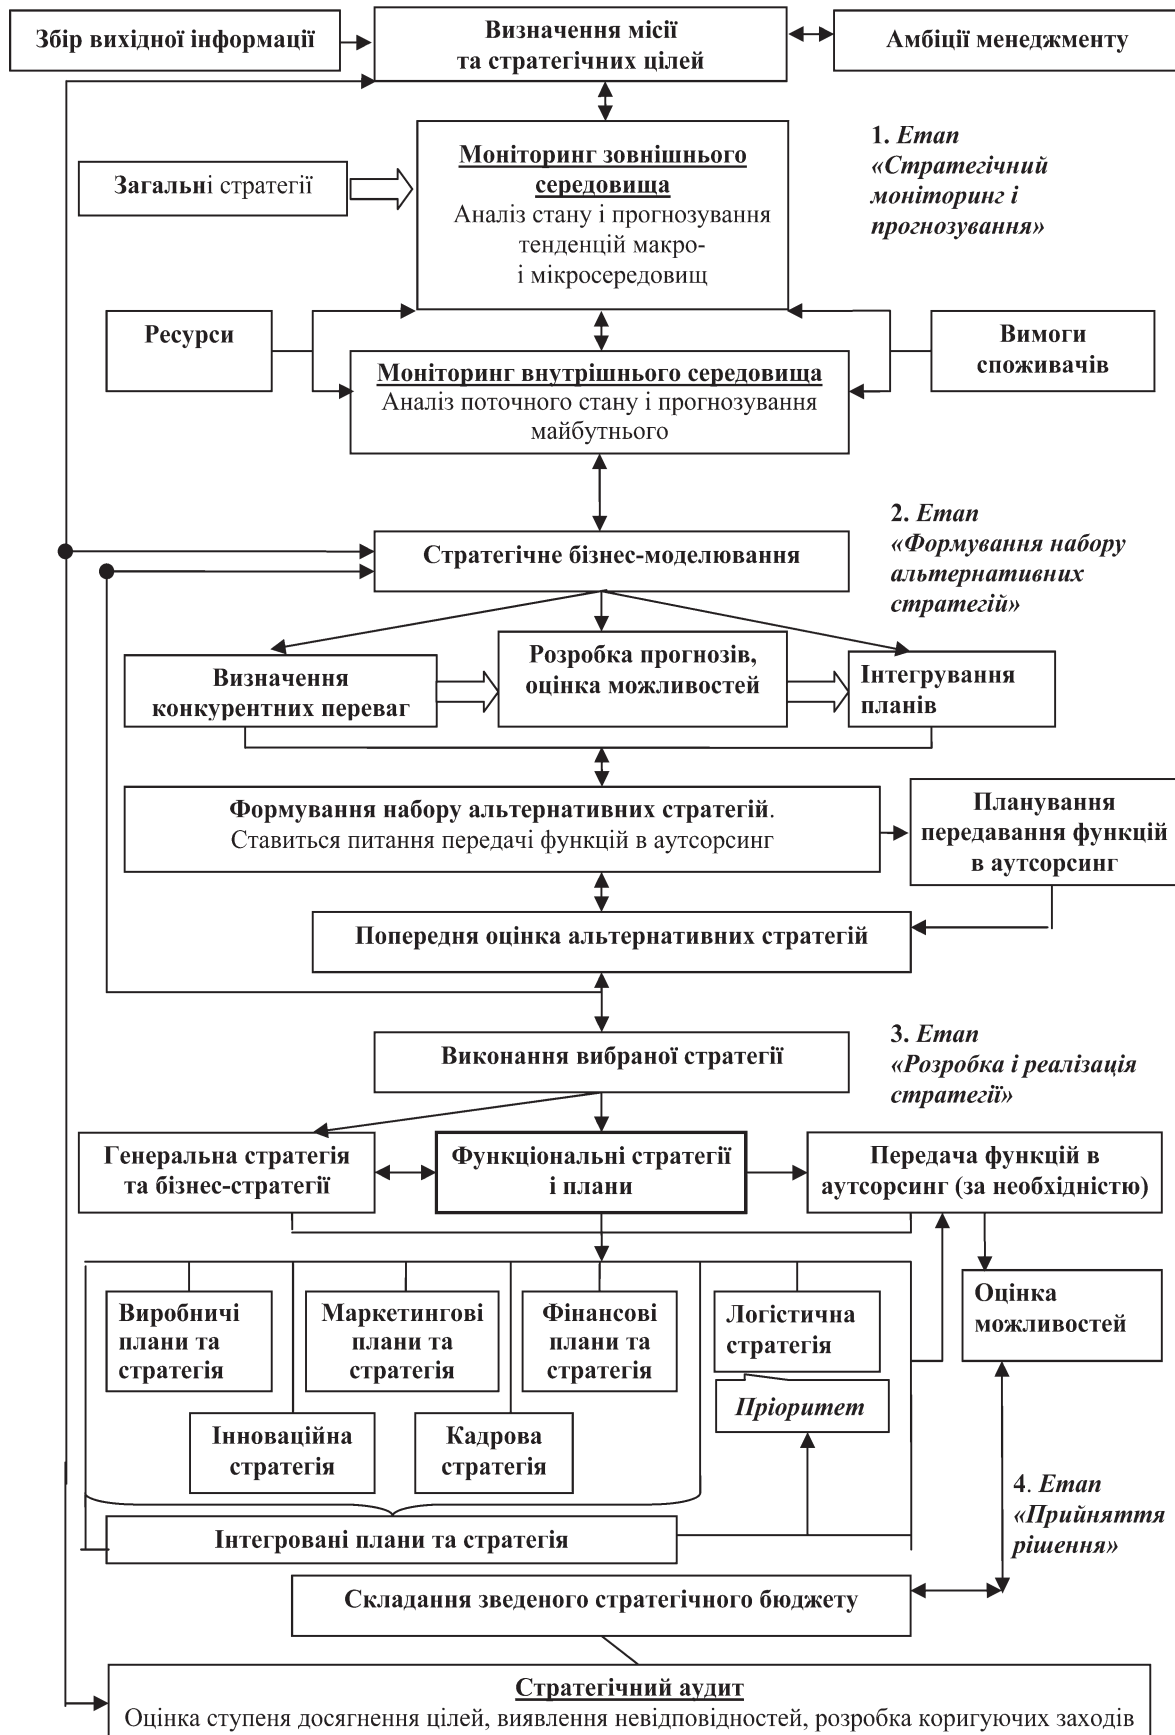 Збір вихідної інформації
Визначення місії
та стратегічних цілей
Амбіції менеджменту
1. Етап
«Стратегічний
моніторинг і
прогнозування»
Загальні стратегії
Моніторинг зовнішнього
середовища
Аналіз стану і прогнозування
тенденцій макро-
і мікросередовищ
Ресурси
Вимоги
споживачів
Моніторинг внутрішнього середовища
Аналіз поточного стану і прогнозування
майбутнього
2. Етап
«Формування набору
альтернативних
стратегій»
Стратегічне бізнес-моделювання
Визначення
конкурентних переваг
Розробка прогнозів,
оцінка можливостей
Інтегрування
планів
Формування набору альтернативних стратегій.
Ставиться питання передачі функцій в аутсорсинг
Планування
передавання функцій
в аутсорсинг
Попередня оцінка альтернативних стратегій
3. Етап
«Розробка і реалізація
стратегії»
Виконання вибраної стратегії
Генеральна стратегія
та бізнес-стратегії
Функціональні стратегії
і плани
Передача функцій в
аутсорсинг (за необхідністю)
Виробничі
плани та
стратегія
Маркетингові
плани та
стратегія
Фінансові
плани та
стратегія
Логістична
стратегія
Оцінка
можливостей
Пріоритет
Інноваційна
стратегія
Кадрова
стратегія
4. Етап
«Прийняття
рішення»
Інтегровані плани та стратегія
Складання зведеного стратегічного бюджету
Стратегічний аудит
Оцінка ступеня досягнення цілей, виявлення невідповідностей, розробка коригуючих заходів